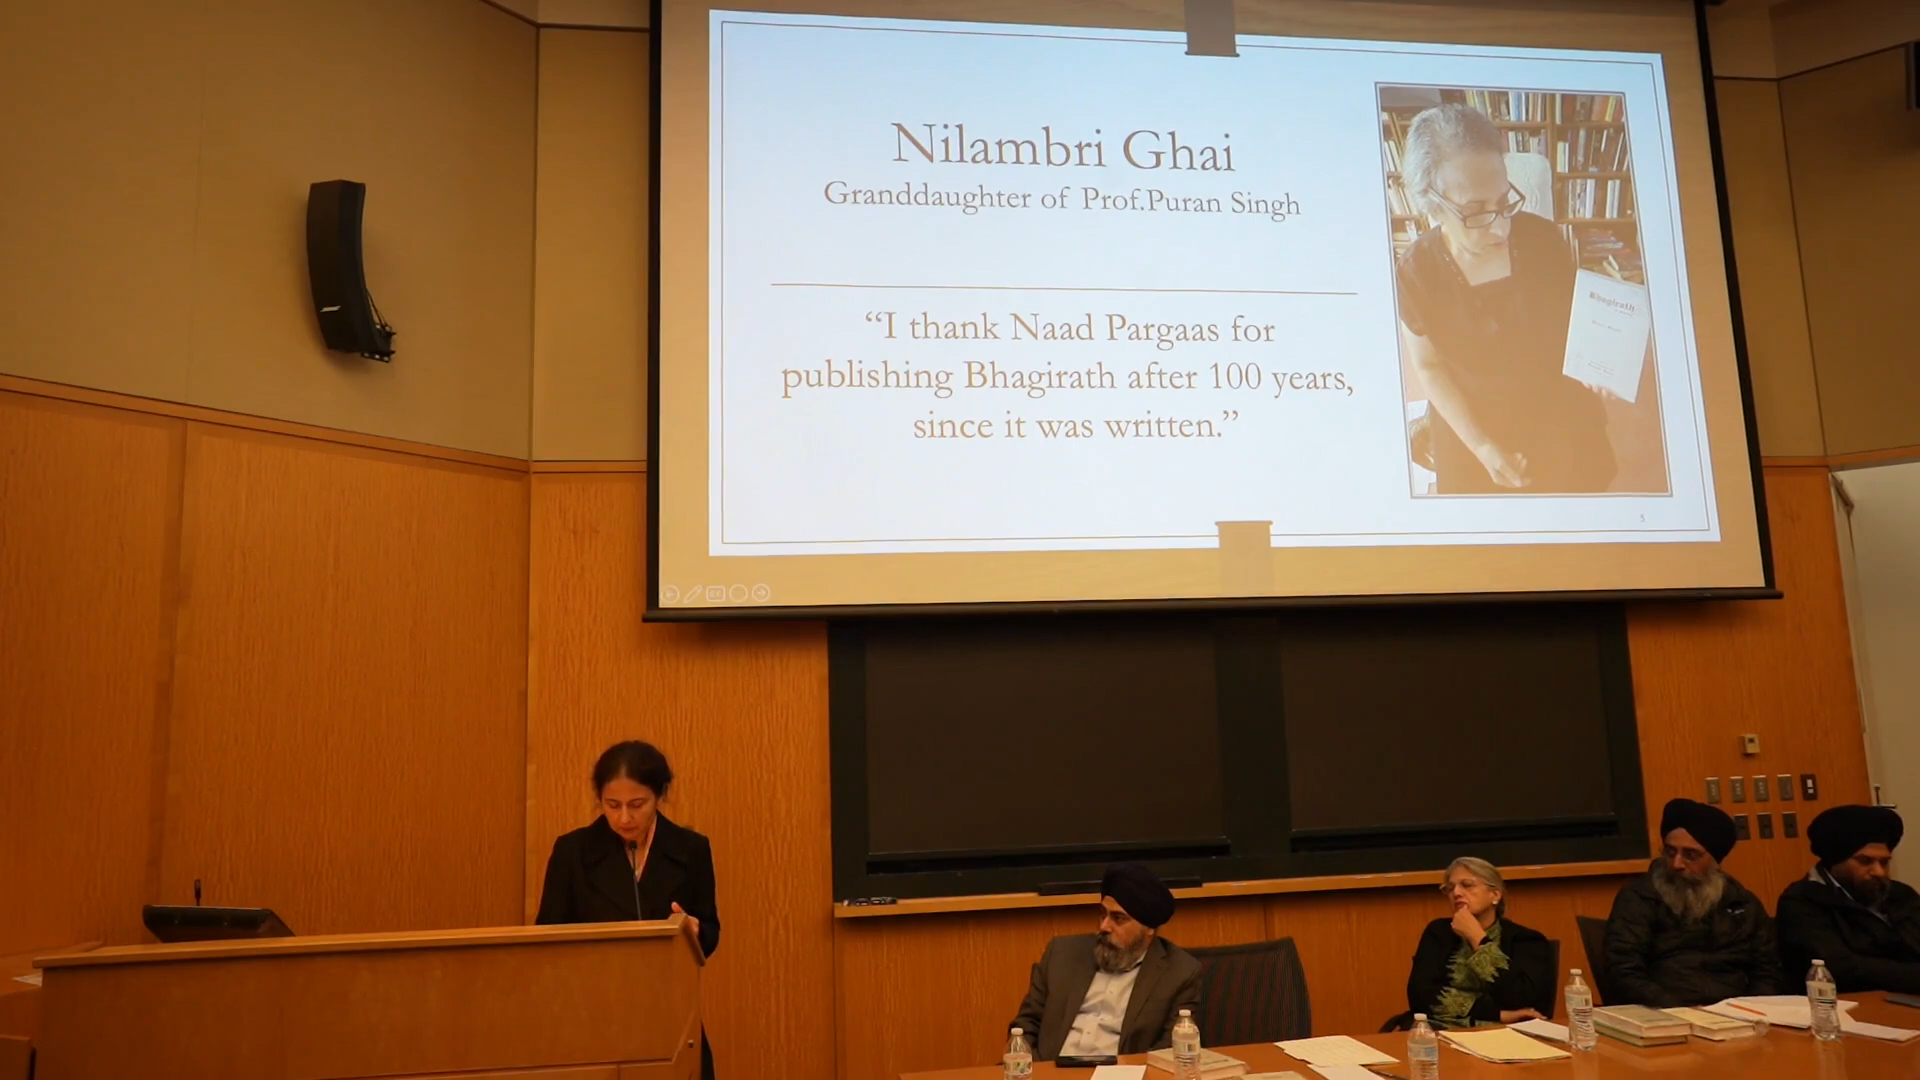 Nilambri Ghai
Granddaughter of Prof.Puran Singh
“I thank Naad Pargaas for
publishing Bhagirath after 100 years,
since it was written.”
Bhagirath
5